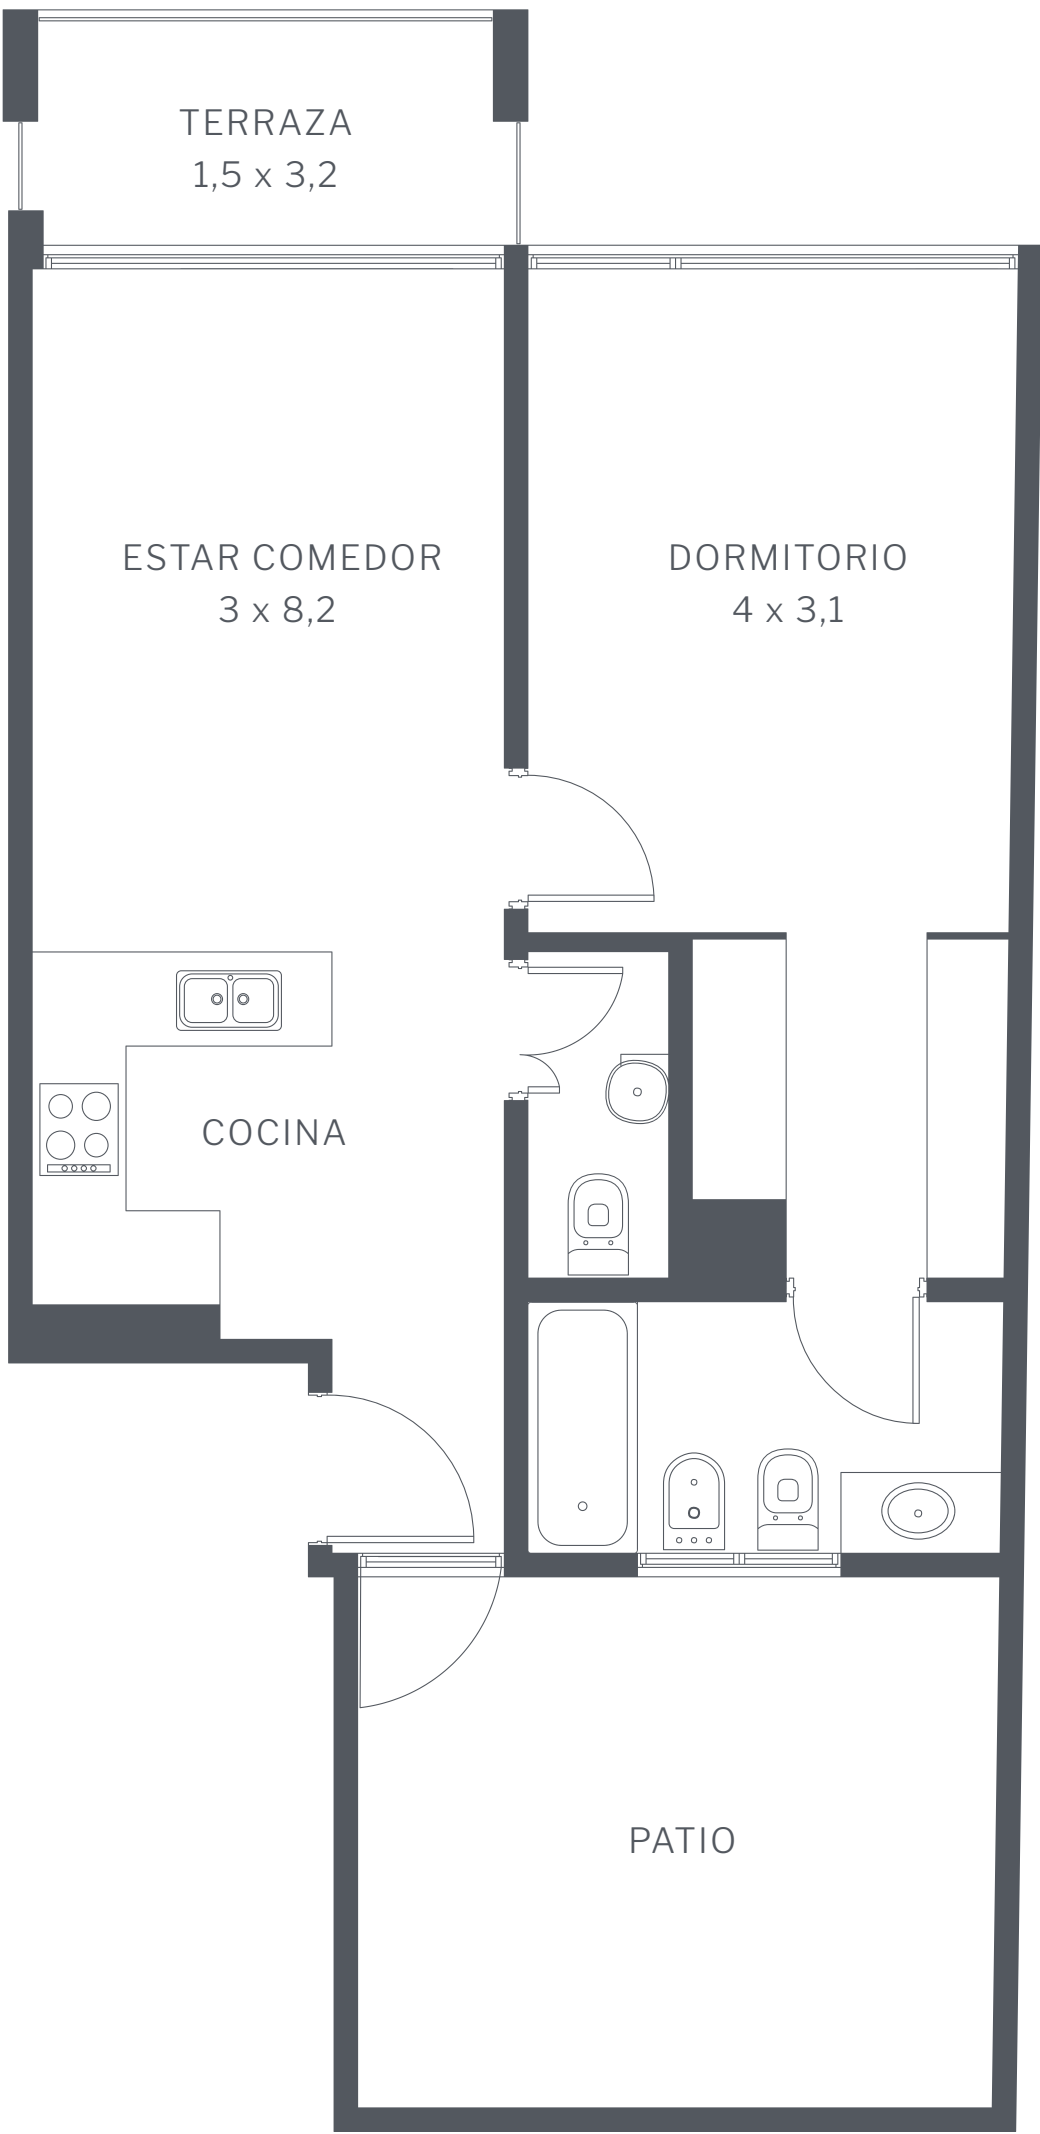 TERRAZA
1,5 x 3,2
ESTAR COMEDOR
3 x 8,2
DORMITORIO
4 x 3,1
COCINA
PATIO